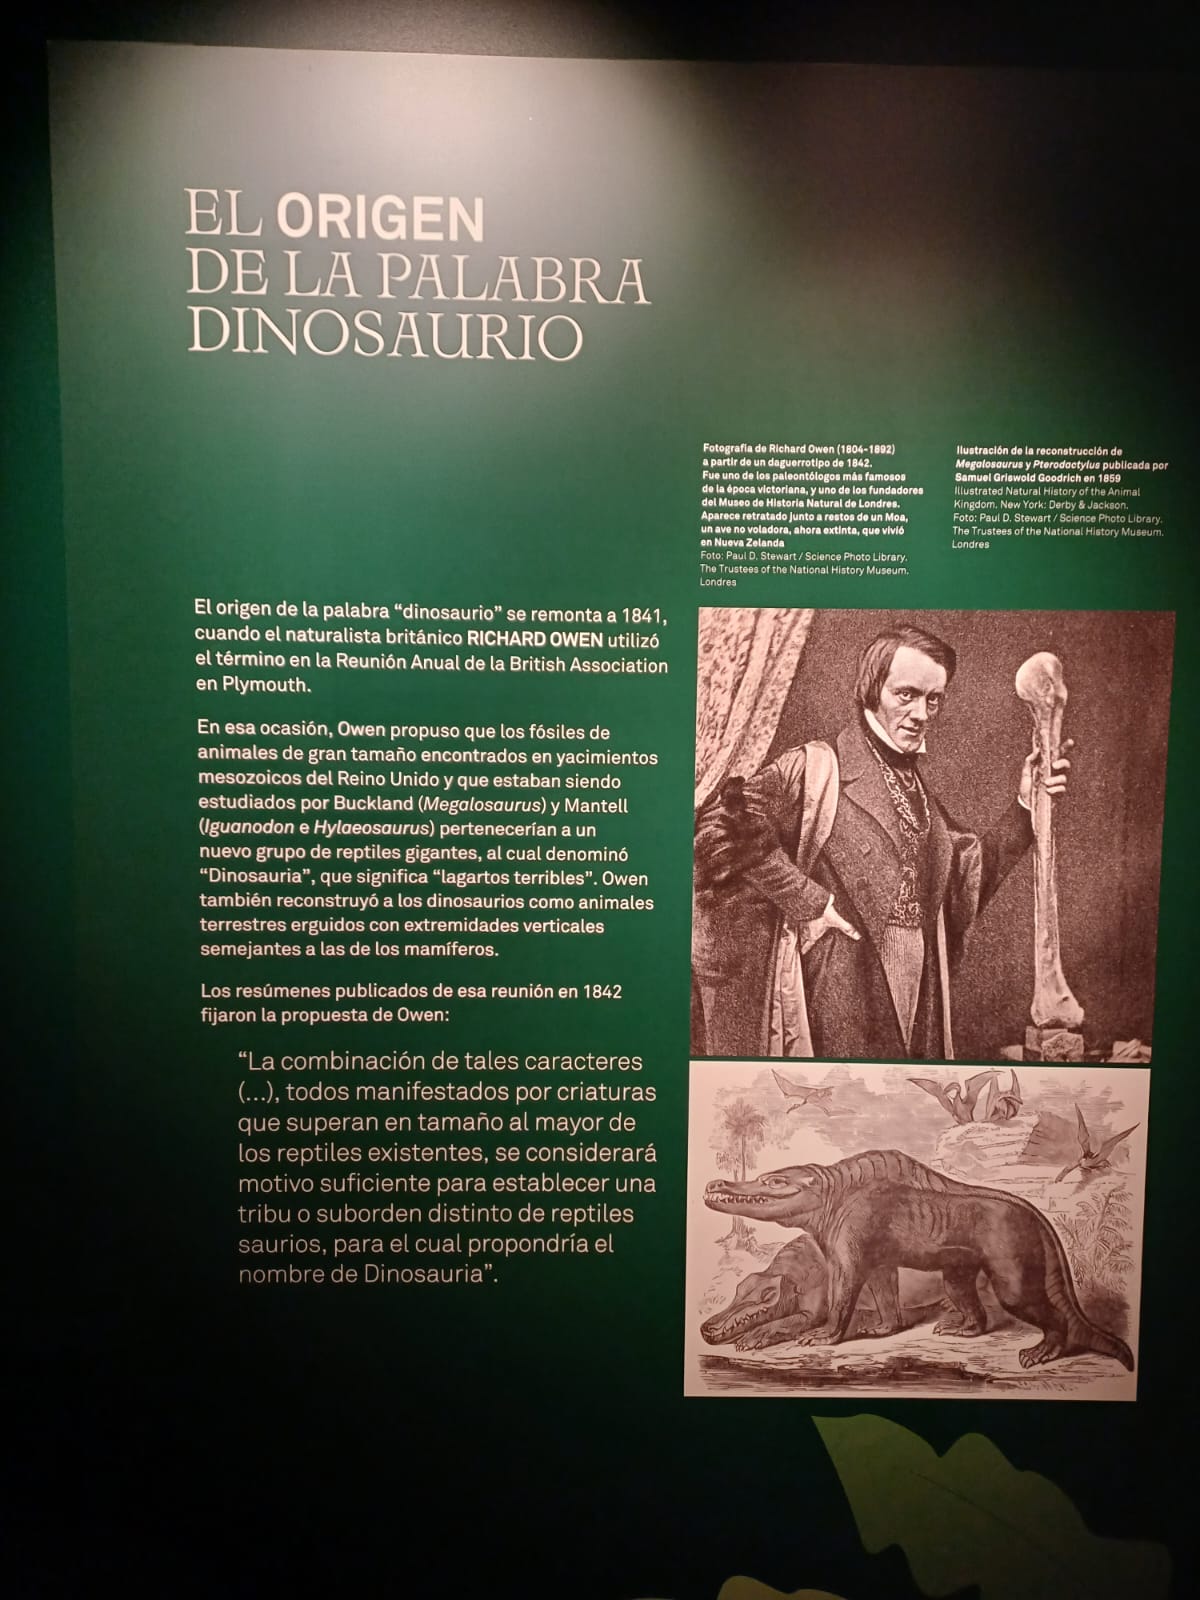 EL ORIGEN
DE LA PALABRA
DINOSAURIO
Fotografía de Richard Owen (1804-1892)
a partir de un daguerrotipo de 1842.
Fue uno de los paleontólogos más famosos
de la época victoriana, y uno de los fundadores
del Museo de Historia Natural de Londres.
Aparece retratado junto a restos de un Moa,
un ave no voladora, ahora extinta, que vivió
en Nueva Zelanda
Foto: Paul D. Stewart / Science Photo Library.
The Trustees of the National History Museum.
Londres
Ilustración de la reconstrucción de
Megalosaurus y Pterodactylus publicada por
Samuel Griswold Goodrich en 1859
Illustrated Natural History of the Animal
Kingdom. New York: Derby & Jackson.
Foto: Paul D. Stewart / Science Photo Library.
The Trustees of the National History Museum.
Londres
El origen de la palabra “dinosaurio” se remonta a 1841,
cuando el naturalista británico RICHARD OWEN utilizó
el término en la Reunión Anual de la British Association
en Plymouth.
En esa ocasión, Owen propuso que los fósiles de
animales de gran tamaño encontrados en yacimientos
mesozoicos del Reino Unido y que estaban siendo
estudiados por Buckland (Megalosaurus) y Mantell
(Iguanodon e Hylaeosaurus) pertenecerían a un
nuevo grupo de reptiles gigantes, al cual denominó
“Dinosauria”, que significa “lagartos terribles”. Owen
también reconstruyó a los dinosaurios como animales
terrestres erguidos con extremidades verticales
semejantes a las de los mamíferos.
Los resúmenes publicados de esa reunión en 1842
fijaron la propuesta de Owen:
“La combinación de tales caracteres
(...), todos manifestados por criaturas
que superan en tamaño al mayor de
los reptiles existentes, se considerará
motivo suficiente para establecer una
tribu o suborden distinto de reptiles
saurios, para el cual propondría el
nombre de Dinosauria”.